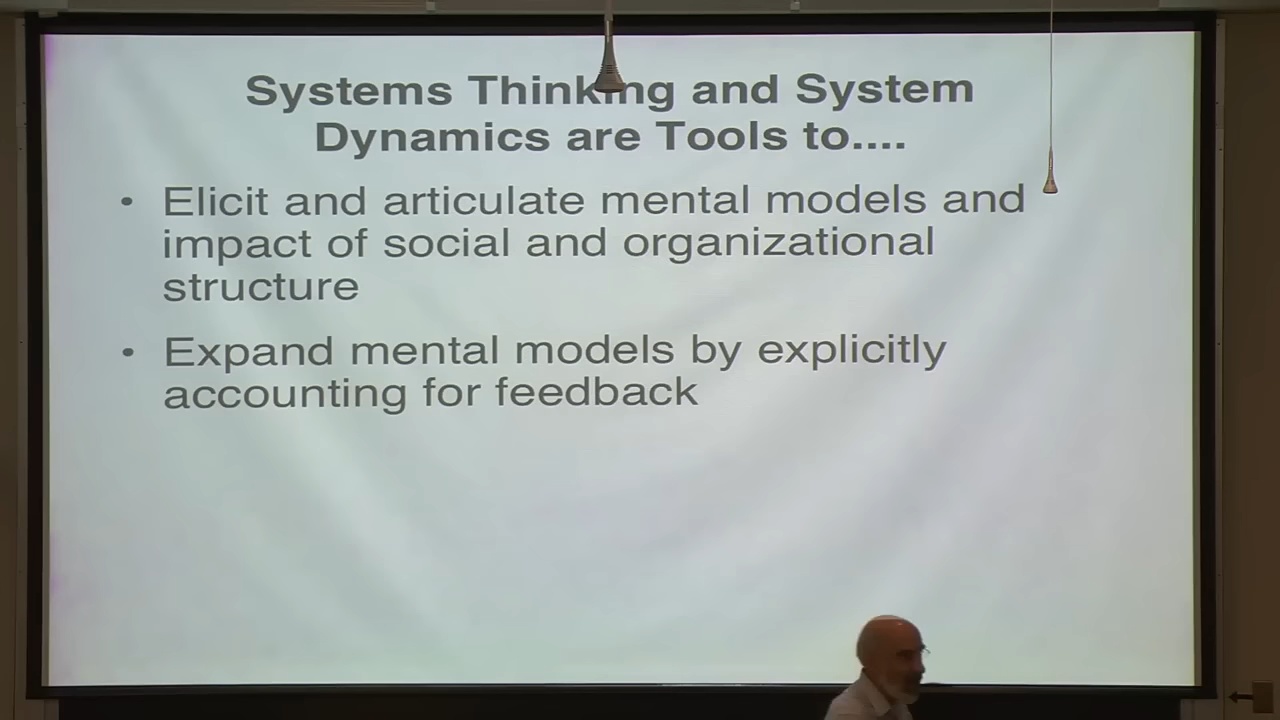 Systems Thinking and System
Dynamics are Tools to....
• Elicit and articulate mental models and
impact of social and organizational
structure
• Expand mental models by explicitly
accounting for feedback